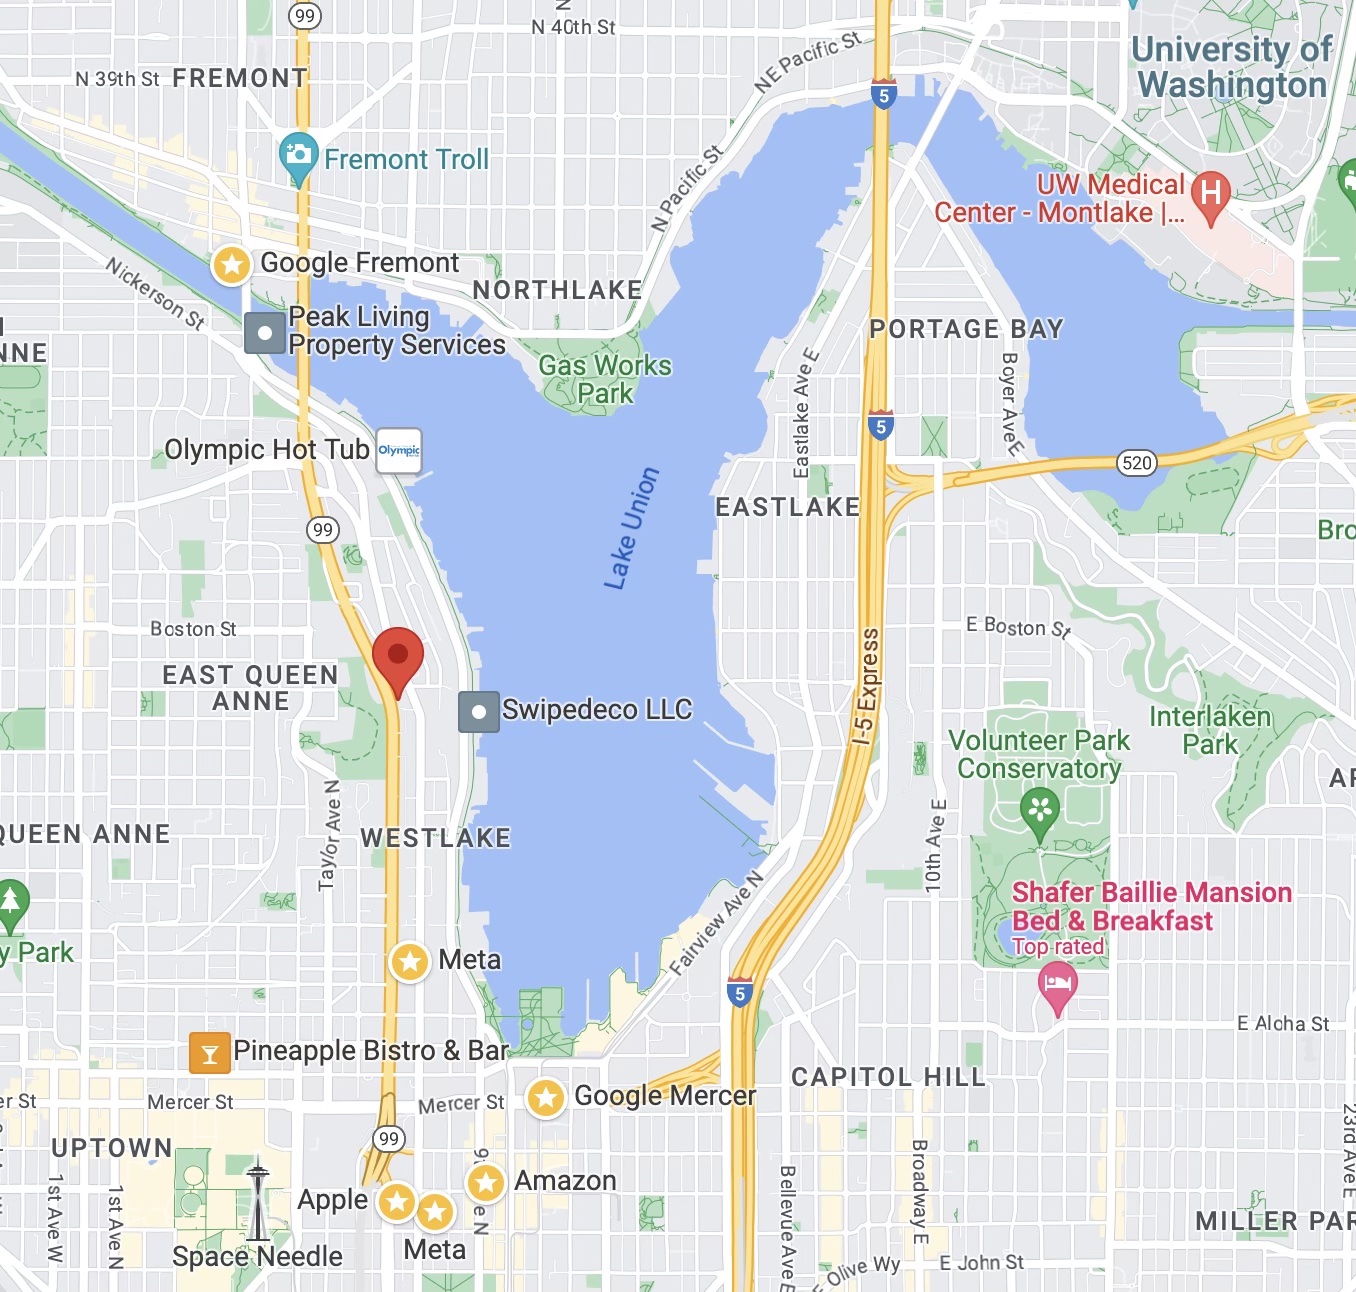 99
N 40th St
NE Pacific St
University of
Washington
N 39th St
FREMONT
5
Fremont Troll
N Pacific St
UW Medical
Center - Montlake |...
H
Google Fremont
Nickerson St
NORTHLAKE
Peak Living
Property Services
PORTAGE BAY
NNE
Gas Works
Park
Eastlake Ave E
Boyer Ave E
5
Olympic Hot Tub
Olympic
520
Lake Union
EASTLAKE
99
Bro
Boston St
E Boston St
EAST QUEEN
ANNE
I-5 Express
Swipedeco LLC
Interlaken
Park
Volunteer Park
Conservatory
AR
Taylor Ave N
QUEEN ANNE
WESTLAKE
10th Ave E
Fairview Ave N
Shafer Baillie Mansion
Bed & Breakfast
Top rated
y Park
Meta
5
E Aloha St
Pineapple Bistro & Bar
CAPITOL HILL
er St
Mercer St
Mercer St
Google Mercer
UPTOWN
99
23rd Ave E
1st Ave W
1st Ave N
Apple
Amazon
Meta
Bellevue Ave E
Broadway E
MILLER PAR
Space Needle
E Olive Wy
E John St